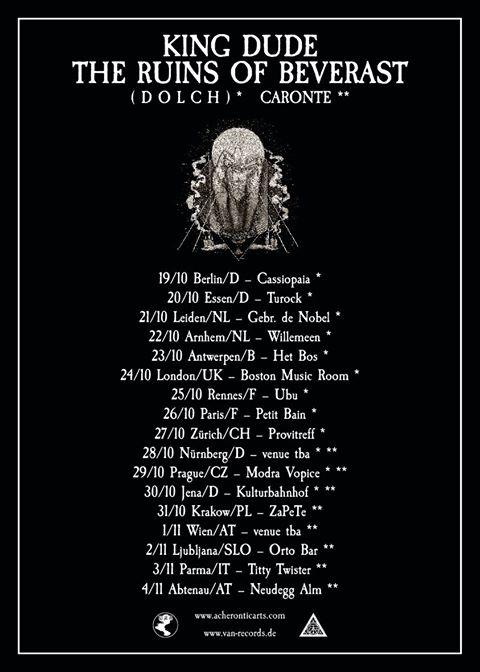 KING DUDE
THE RUINS OF BEVERAST
( D O L C H ) * CARONTE **
19/10 Berlin/D – Cassiopaia *
20/10 Essen/D – Turock *
21/10 Leiden/NL – Gebr. de Nobel *
22/10 Arnhem/NL – Willemeen *
23/10 Antwerpen/B – Het Bos *
24/10 London/UK – Boston Music Room *
25/10 Rennes/F – Ubu *
26/10 Paris/F – Petit Bain *
27/10 Zürich/CH – Provitreff *
28/10 Nürnberg/D – venue tba * **
29/10 Prague/CZ – Modra Vopice * **
30/10 Jena/D – Kulturbahnhof * **
31/10 Krakow/PL – ZaPeTe **
1/11 Wien/AT – venue tba **
2/11 Ljubljana/SLO – Orto Bar **
3/11 Parma/IT – Titty Twister **
4/11 Abtenau/AT – Neudegg Alm **
www.acheronticarts.com
www.van-records.de